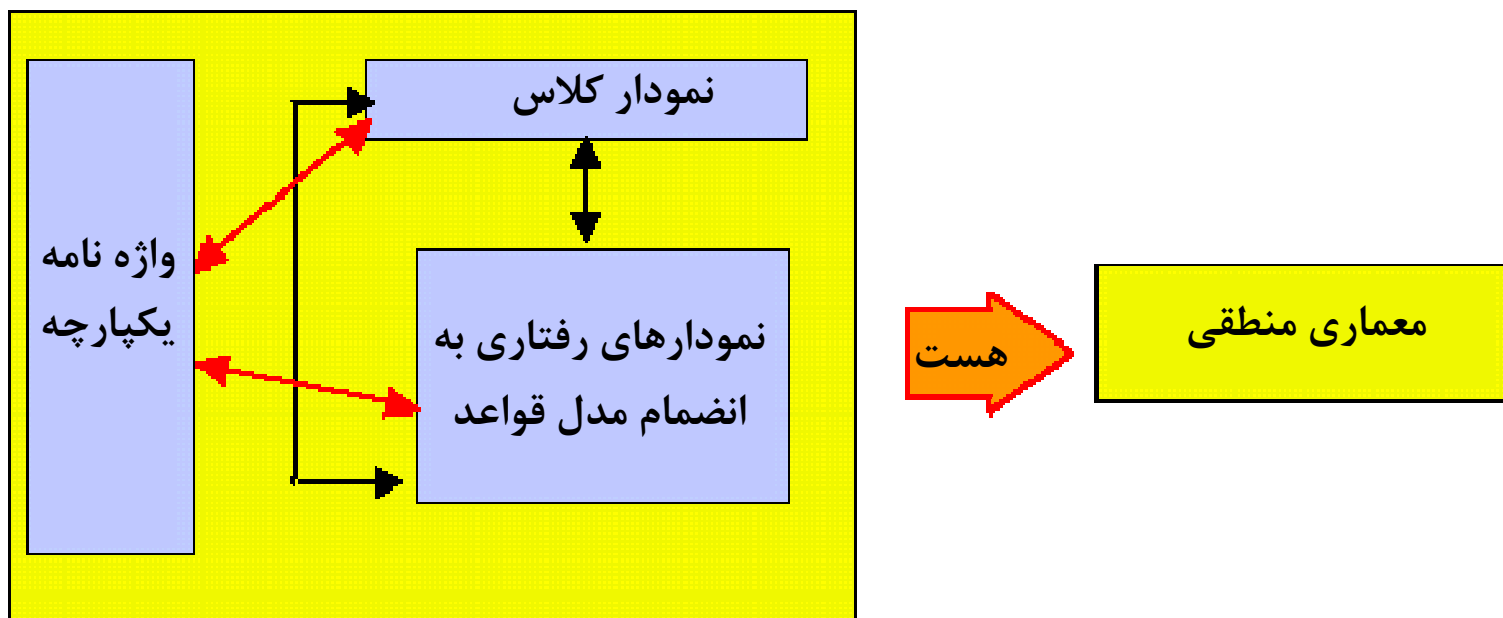 نمودار کلاس
واژه نامه
یکپارچه
نمودارهای رفتاری به
انضمام مدل قواعد
هست
معماری منطقی